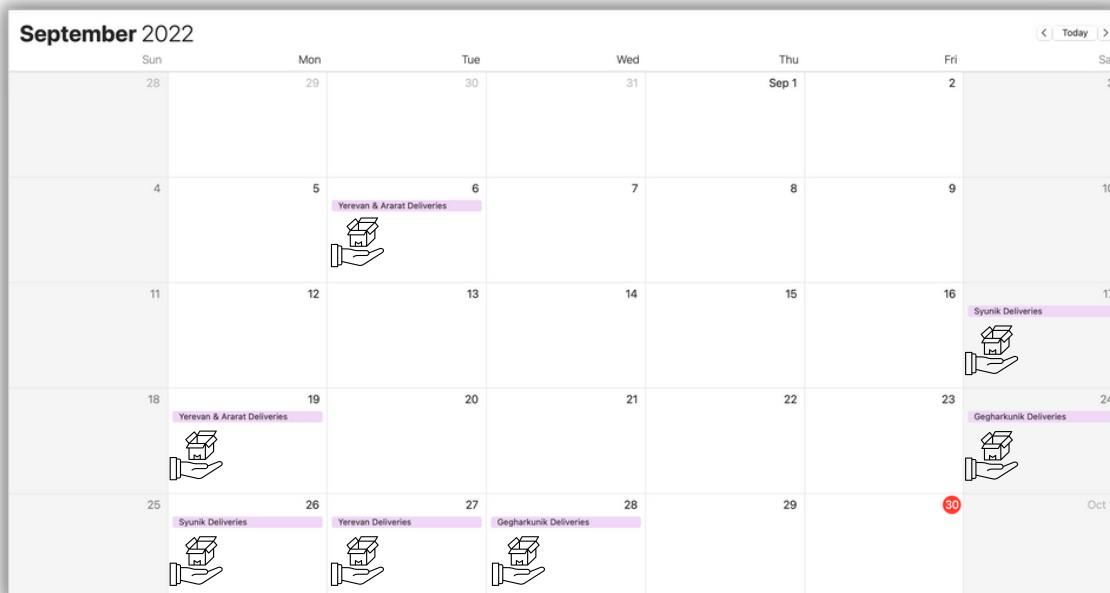 September 2022
Today
Sun Mon Tue Wed Thu Fri
28 29 30 31 Sep 1 2
4 5 6 7 8 9
Yerevan & Ararat Deliveries
11 12 13 14 15 16
Syunik Deliveries
18 19 20 21 22 23
Yerevan & Ararat Deliveries Gegharkunik Deliveries
25 26 27 28 29 30 Oct
Syunik Deliveries Yerevan Deliveries Gegharkunik Deliveries